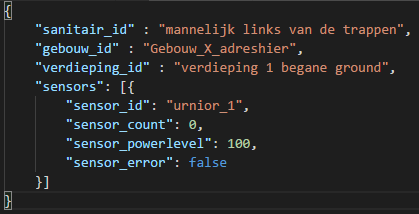 {
"sanitair_id" : "mannelijk links van de trappen",
"gebouw_id" : "Gebouw_X_adreshier",
"verdieping_id" : "verdieping 1 begane ground",
"sensors": [{
"sensor_id": "urnior_1",
"sensor_count": 0,
"sensor_powerlevel": 100,
"sensor_error": false
}]
}